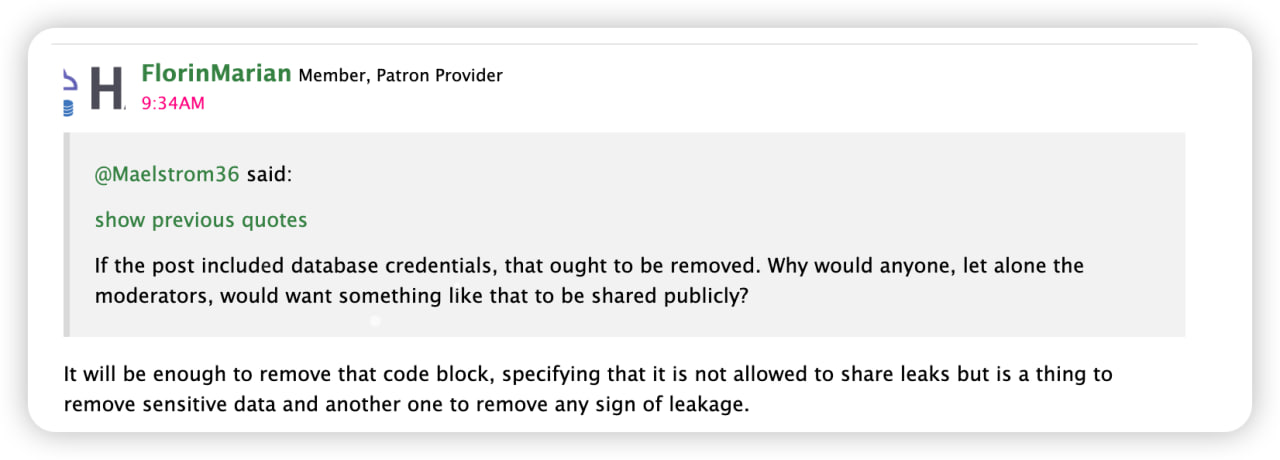 H.
FlorinMarian Member, Patron Provider
9:34AM
@Maelstrom36 said:
show previous quotes
If the post included database credentials, that ought to be removed. Why would anyone, let alone the
moderators, would want something like that to be shared publicly?
It will be enough to remove that code block, specifying that it is not allowed to share leaks but is a thing to
remove sensitive data and another one to remove any sign of leakage.